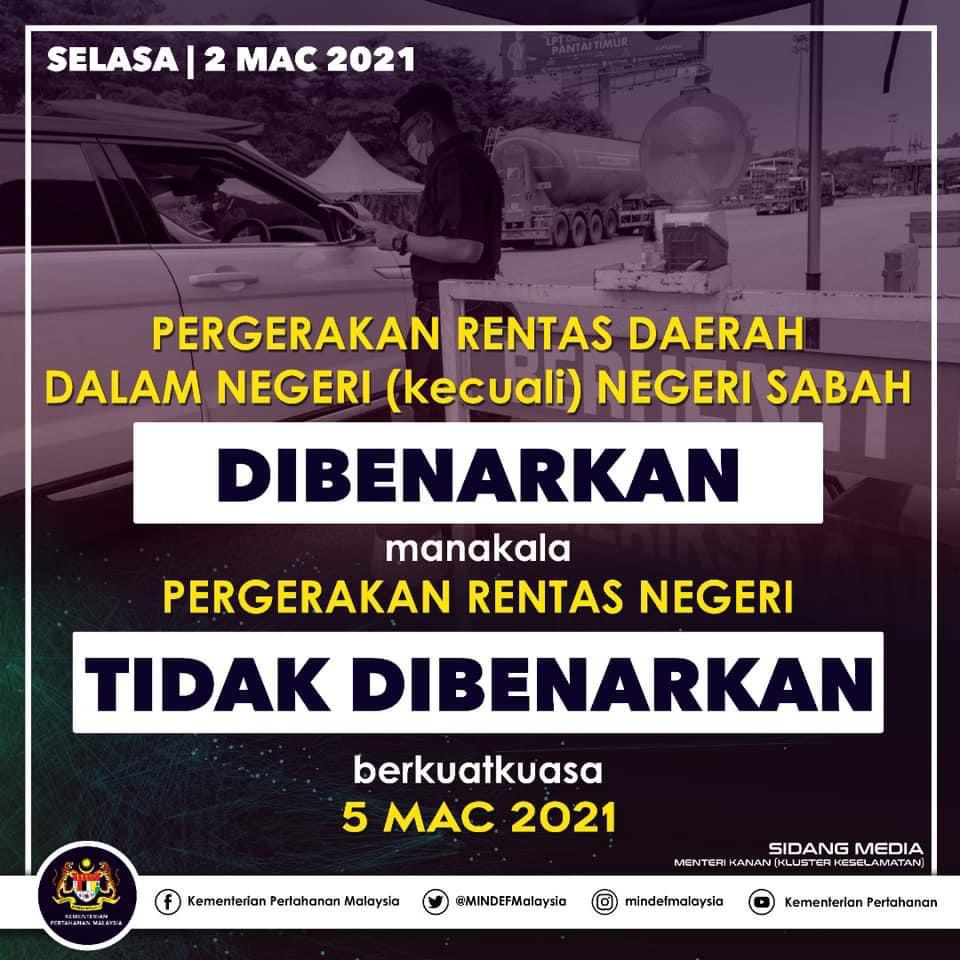 SELASA | 2 MAC 2021
PANTAI TIMUR
PERGERAKAN RENTAS DAERAH
DALAM NEGERI (kecuali) NEGERI SABAH
DIBENARKAN
manakala
PERGERAKAN RENTAS NEGERI
TIDAK DIBENARKAN
berkuatkuasa
5 MAC 2021
SIDANG MEDIA
MENTERI KANAN (KLUSTER KESELAMATAN)
KEMENTERIAN
PERTAHANAN MALAYSIA
Kementerian Pertahanan Malaysia
@MINDEFMalaysia
mindefmalaysia
Kementerian Pertahanan